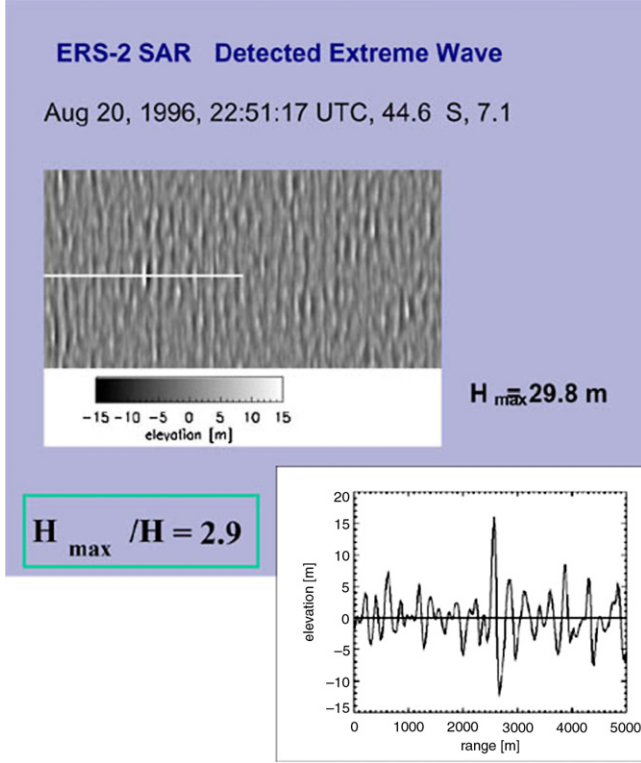 ERS-2 SAR Detected Extreme Wave
Aug 20, 1996, 22:51:17 UTC, 44.6 S, 7.1
-15 -10 -5 0 5 10 15
elevation [m]
H max = 29.8 m
H max /H = 2.9
20
15
10
5
0
-5
-10
-15
elevation [m]
0 1000 2000 3000 4000 5000
range [m]